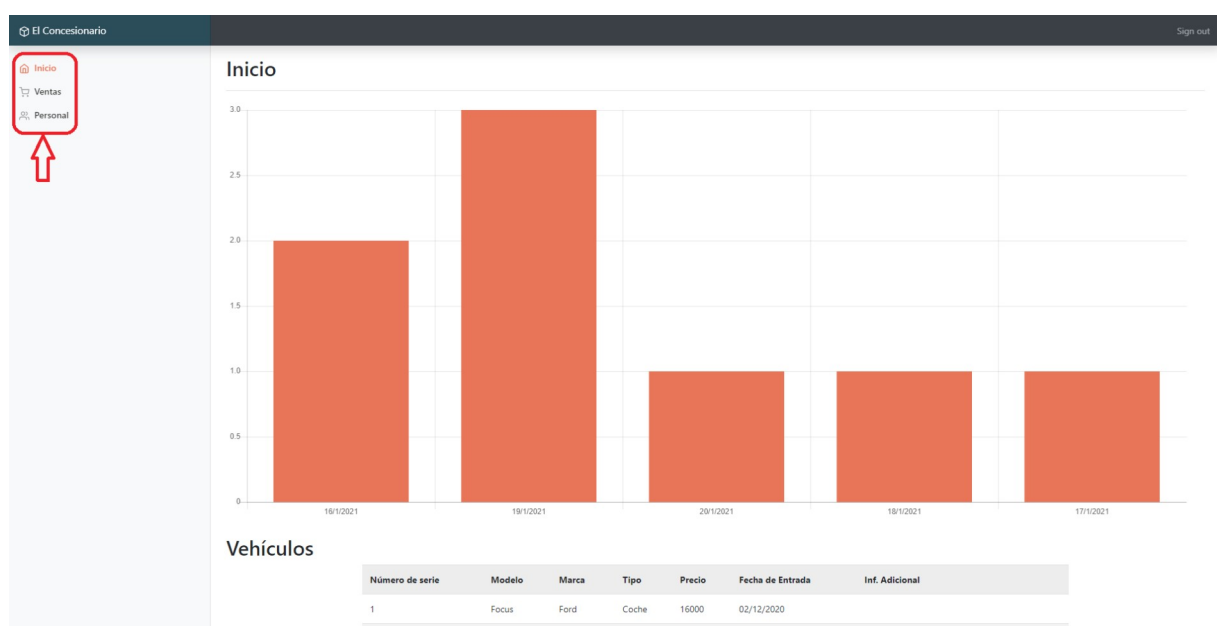 El Concesionario
Sign out
Inicio
Ventas
Personal
Inicio
3.0
2.5
2.0
1.5
1.0
0.5
0
16/1/2021 19/1/2021 20/1/2021 18/1/2021 17/1/2021
Vehículos
Número de serie Modelo Marca Tipo Precio Fecha de Entrada Inf. Adicional
1 Focus Ford Coche 16000 02/12/2020